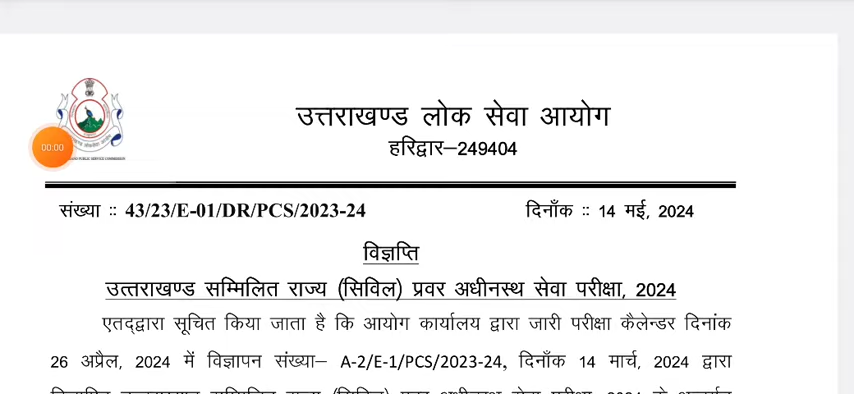 00:00
उत्तराखण्ड लोक सेवा आयोग
हरिद्वार–249404
संख्या :: 43/23/E-01/DR/PCS/2023-24 दिनाँक :: 14 मई, 2024
विज्ञप्ति
उत्तराखण्ड सम्मिलित राज्य (सिविल) प्रवर अधीनस्थ सेवा परीक्षा, 2024
एतद्द्वारा सूचित किया जाता है कि आयोग कार्यालय द्वारा जारी परीक्षा कैलेन्डर दिनांक
26 अप्रैल, 2024 में विज्ञापन संख्या– A-2/E-1/PCS/2023-24, दिनाँक 14 मार्च, 2024 द्वारा